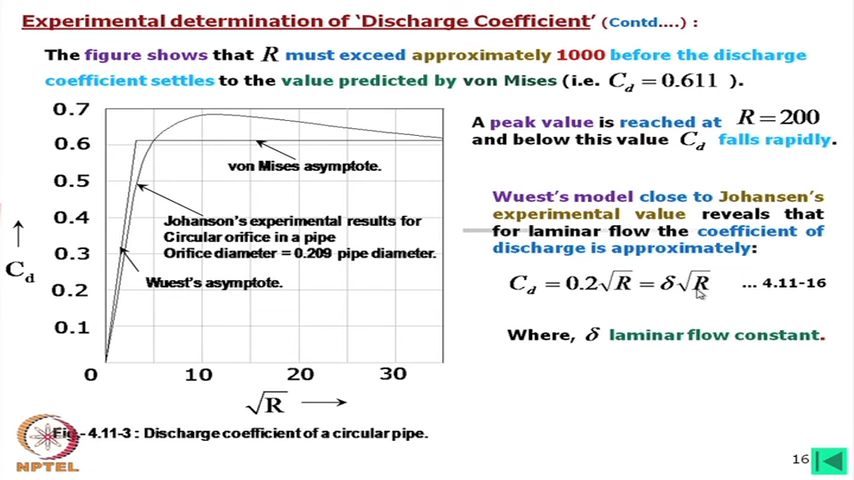 Experimental determination of 'Discharge Coefficient' (Contd....) :
The figure shows that R must exceed approximately 1000 before the discharge
coefficient settles to the value predicted by von Mises (i.e. C_d = 0.611 ).
0.7
0.6
0.5
0.4
0.3
0.2
0.1
0
10
20
30
C_d
√R
von Mises asymptote.
Johanson's experimental results for
Circular orifice in a pipe
Orifice diameter = 0.209 pipe diameter.
Wuest's asymptote.
Fig.- 4.11-3 : Discharge coefficient of a circular pipe.
A peak value is reached at R = 200
and below this value C_d falls rapidly.
Wuest's model close to Johansen's
experimental value reveals that
for laminar flow the coefficient of
discharge is approximately:
C_d = 0.2√R = δ√R ... 4.11-16
Where, δ laminar flow constant.
NPTEL
16